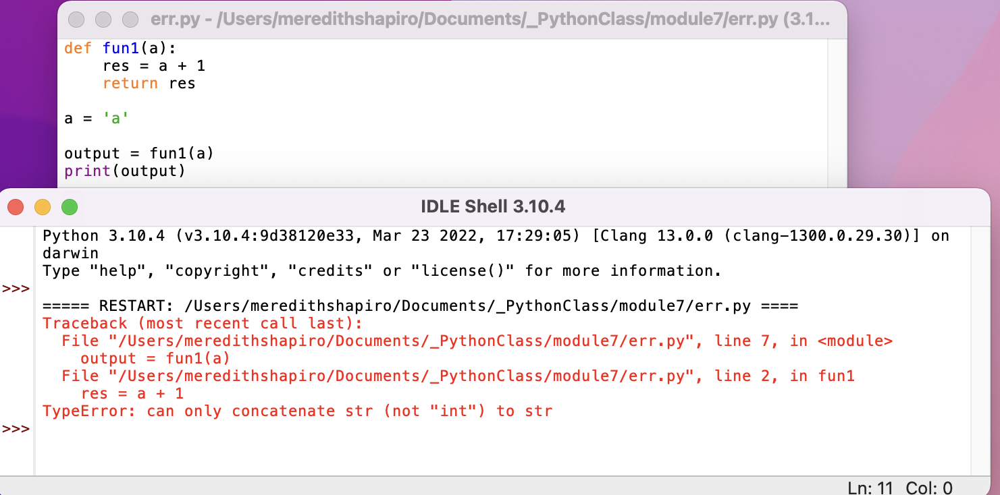 err.py - /Users/meredithshapiro/Documents/_PythonClass/module7/err.py (3.1...
def fun1(a):
    res = a + 1
    return res
a = 'a'
output = fun1(a)
print(output)
IDLE Shell 3.10.4
Python 3.10.4 (v3.10.4:9d38120e33, Mar 23 2022, 17:29:05) [Clang 13.0.0 (clang-1300.0.29.30)] on
darwin
Type "help", "copyright", "credits" or "license()" for more information.
>>>
===== RESTART: /Users/meredithshapiro/Documents/_PythonClass/module7/err.py ====
Traceback (most recent call last):
  File "/Users/meredithshapiro/Documents/_PythonClass/module7/err.py", line 7, in <module>
    output = fun1(a)
  File "/Users/meredithshapiro/Documents/_PythonClass/module7/err.py", line 2, in fun1
    res = a + 1
TypeError: can only concatenate str (not "int") to str
>>>
Ln: 11 Col: 0